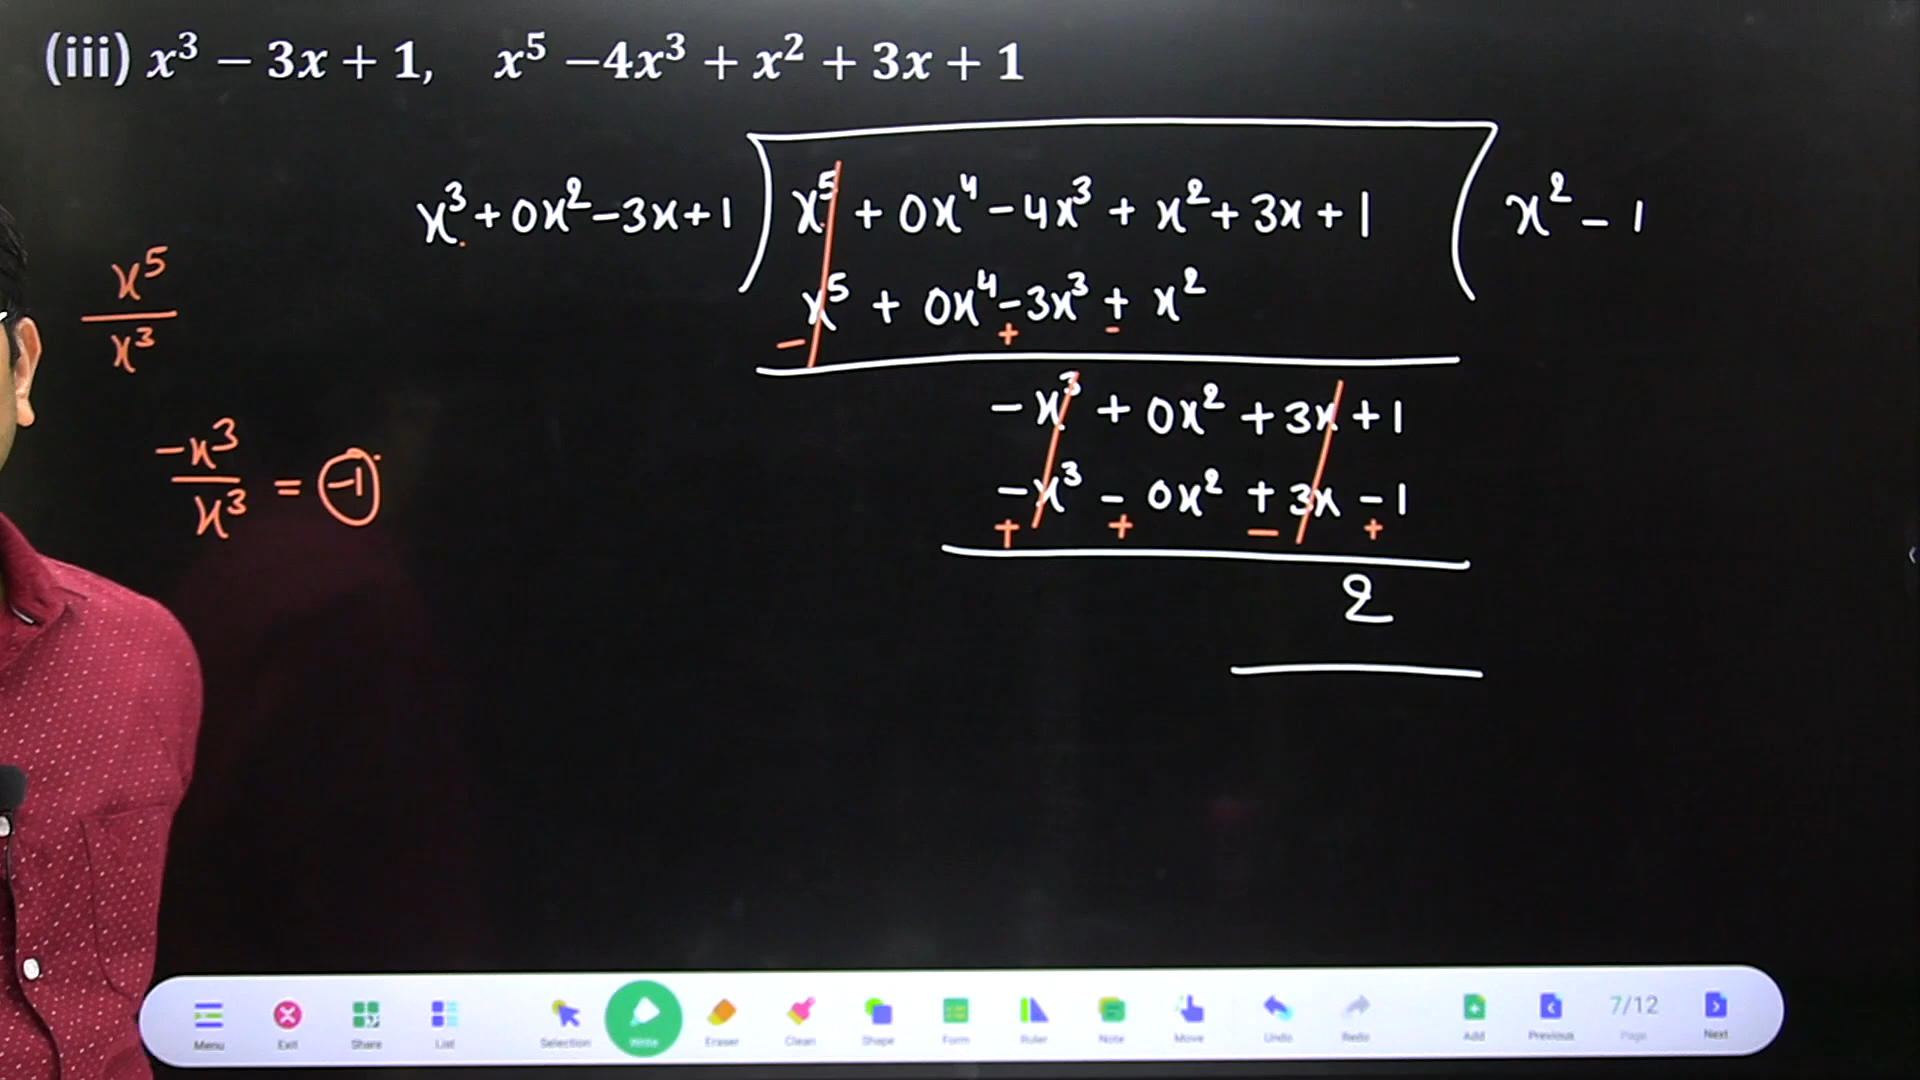 (iii) x³ − 3x + 1, x⁵ −4x³ + x² + 3x + 1
x³ + 0x² − 3x + 1 ) x⁵ + 0x⁴ − 4x³ + x² + 3x + 1 ( x² − 1
x⁵ + 0x⁴ − 3x³ + x²
− + −
− x³ + 0x² + 3x + 1
− x³ − 0x² + 3x − 1
+ + − +
2
x⁵
x³
−x³
x³ = −1
Menu Exit Share List Selection Write Eraser Clean Shape Form Ruler Note Move Undo Redo Add Previous 7/12 Page Next